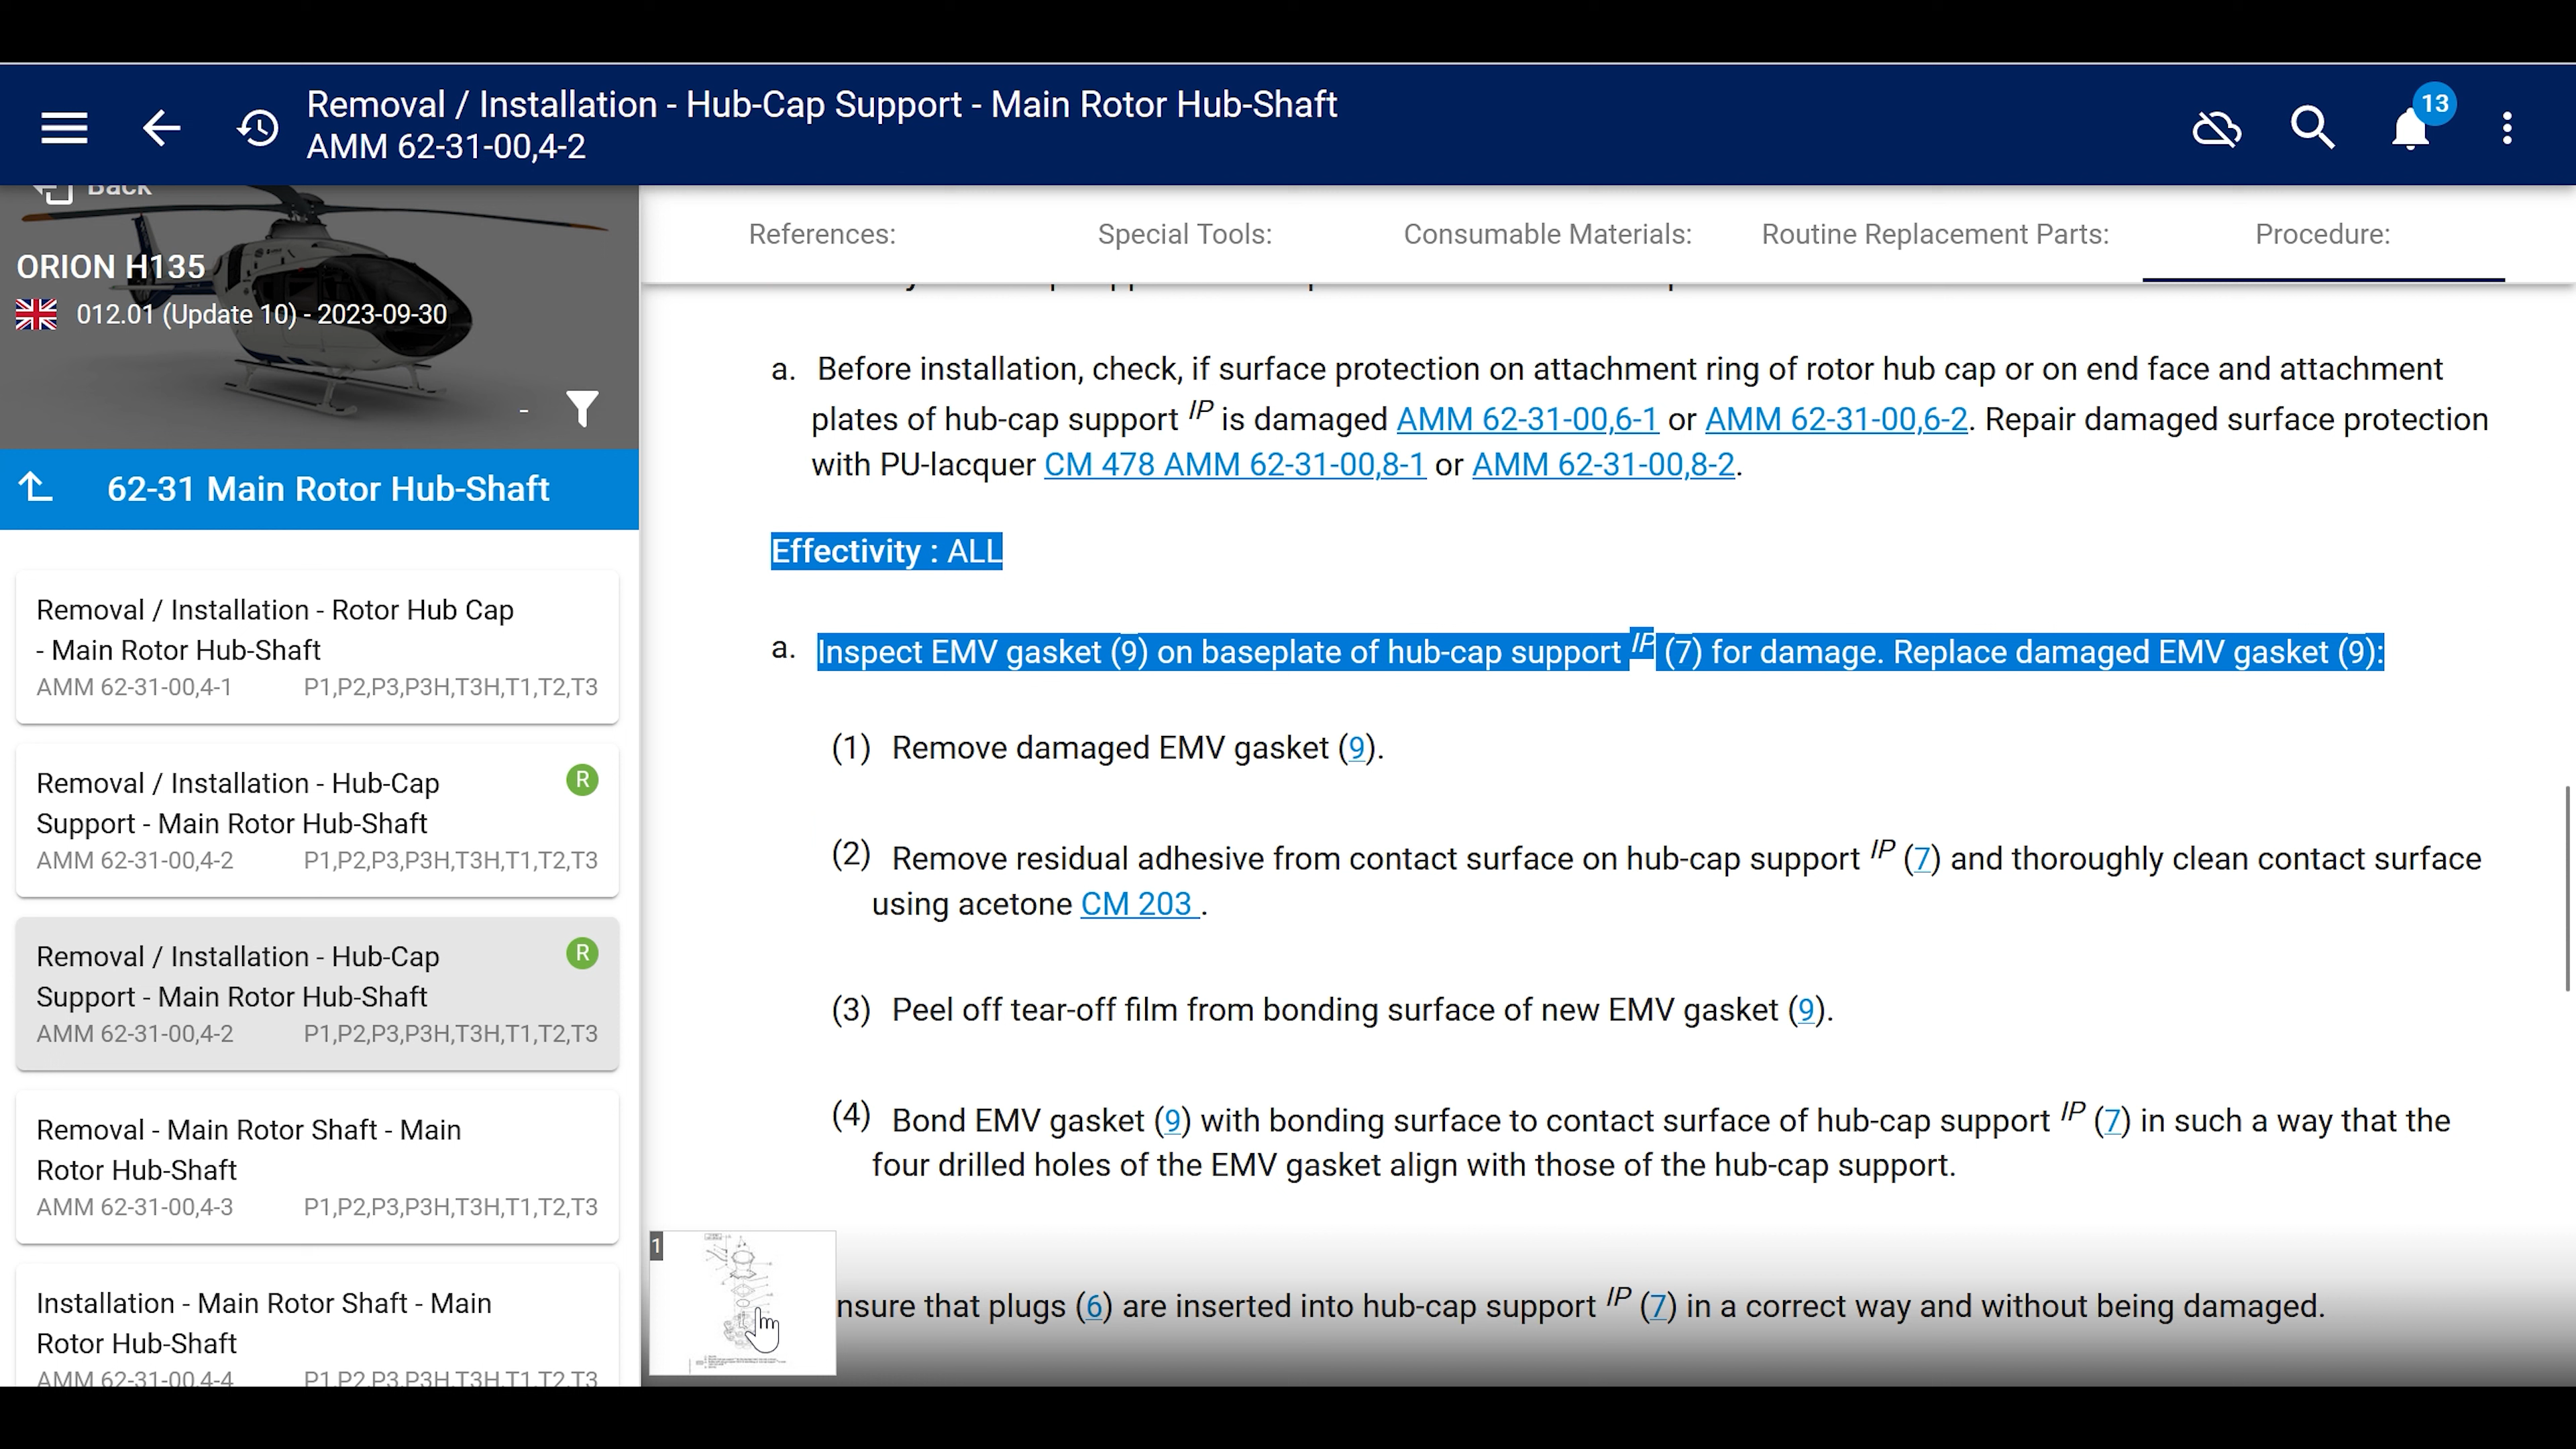 Removal / Installation - Hub-Cap Support - Main Rotor Hub-Shaft
AMM 62-31-00,4-2
13
Back
ORION H135
012.01 (Update 10) - 2023-09-30
-
62-31 Main Rotor Hub-Shaft
Removal / Installation - Rotor Hub Cap
- Main Rotor Hub-Shaft
AMM 62-31-00,4-1 P1,P2,P3,P3H,T3H,T1,T2,T3
Removal / Installation - Hub-Cap R
Support - Main Rotor Hub-Shaft
AMM 62-31-00,4-2 P1,P2,P3,P3H,T3H,T1,T2,T3
Removal / Installation - Hub-Cap R
Support - Main Rotor Hub-Shaft
AMM 62-31-00,4-2 P1,P2,P3,P3H,T3H,T1,T2,T3
Removal - Main Rotor Shaft - Main
Rotor Hub-Shaft
AMM 62-31-00,4-3 P1,P2,P3,P3H,T3H,T1,T2,T3
Installation - Main Rotor Shaft - Main
Rotor Hub-Shaft
AMM 62-31-00,4-4 P1,P2,P3,P3H,T3H,T1,T2,T3
References: Special Tools: Consumable Materials: Routine Replacement Parts: Procedure:
a. Before installation, check, if surface protection on attachment ring of rotor hub cap or on end face and attachment
plates of hub-cap support IP is damaged AMM 62-31-00,6-1 or AMM 62-31-00,6-2. Repair damaged surface protection
with PU-lacquer CM 478 AMM 62-31-00,8-1 or AMM 62-31-00,8-2.
Effectivity : ALL
a. Inspect EMV gasket (9) on baseplate of hub-cap support IP (7) for damage. Replace damaged EMV gasket (9):
(1) Remove damaged EMV gasket (9).
(2) Remove residual adhesive from contact surface on hub-cap support IP (7) and thoroughly clean contact surface
using acetone CM 203 .
(3) Peel off tear-off film from bonding surface of new EMV gasket (9).
(4) Bond EMV gasket (9) with bonding surface to contact surface of hub-cap support IP (7) in such a way that the
four drilled holes of the EMV gasket align with those of the hub-cap support.
1
nsure that plugs (6) are inserted into hub-cap support IP (7) in a correct way and without being damaged.